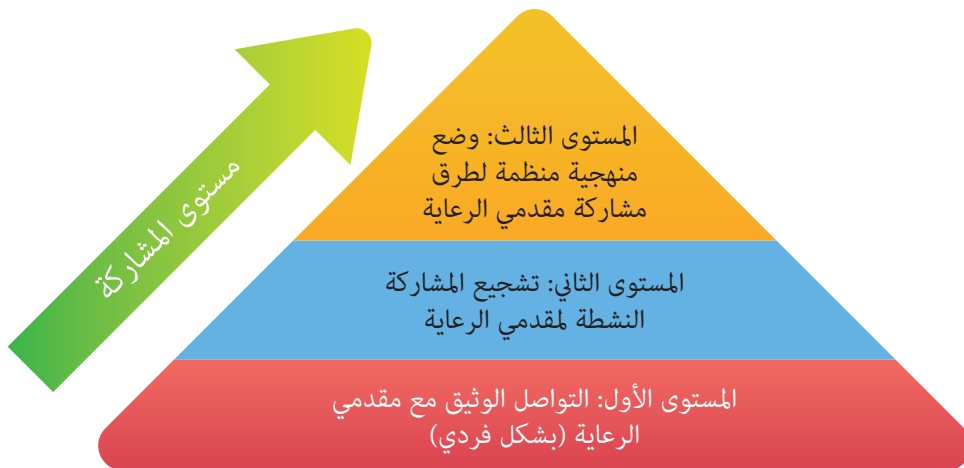 مستوى المشاركة
المستوى الثالث: وضع
منهجية منظمة لطرق
مشاركة مقدمي الرعاية
المستوى الثاني: تشجيع المشاركة
النشطة لمقدمي الرعاية
المستوى الأول: التواصل الوثيق مع مقدمي
الرعاية (بشكل فردي)